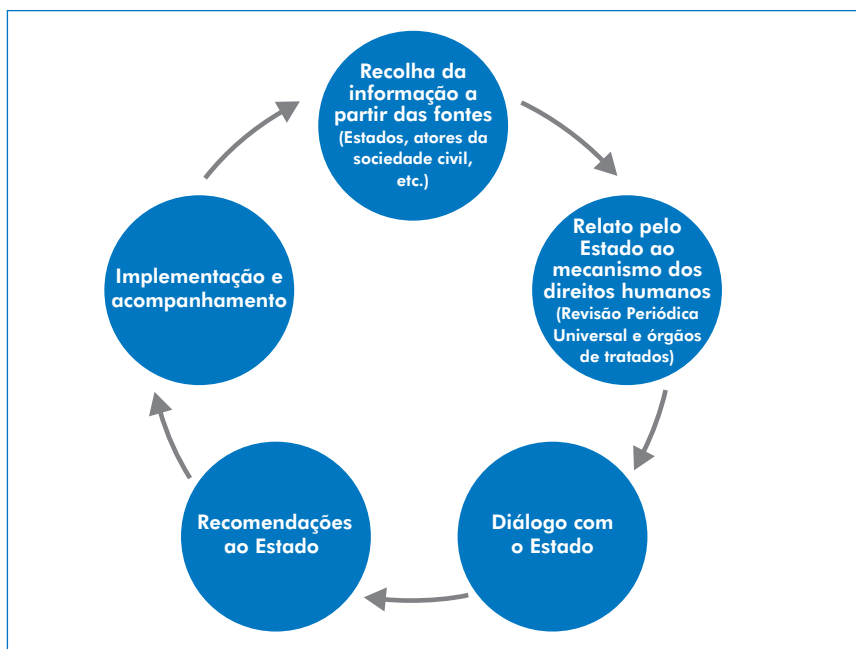 Recolha da
informação a
partir das fontes
(Estados, atores da
sociedade civil,
etc.)
Relato pelo
Estado ao
mecanismo dos
direitos humanos
(Revisão Periódica
Universal e órgãos
de tratados)
Diálogo com
o Estado
Recomendações
ao Estado
Implementação e
acompanhamento